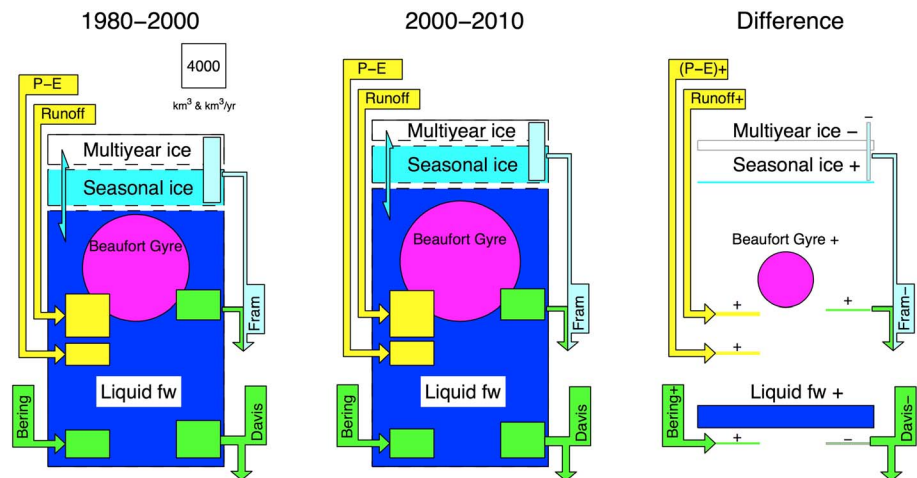 1980−2000
4000
km³ & km³/yr
P−E
Runoff
Multiyear ice
Seasonal ice
Beaufort Gyre
Fram
Liquid fw
Bering
Davis
2000−2010
P−E
Runoff
Multiyear ice
Seasonal ice
Beaufort Gyre
Fram
Liquid fw
Bering
Davis
Difference
(P−E)+
Runoff+
−
Multiyear ice −
Seasonal ice +
Beaufort Gyre +
+
+
Fram−
+
Liquid fw +
Bering+
+
−
Davis−